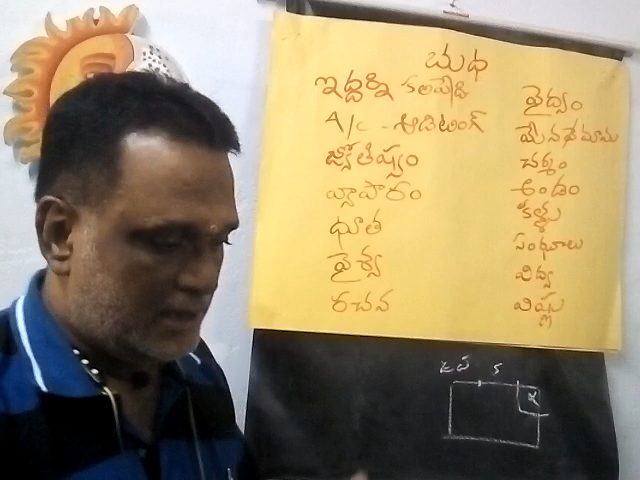 బుధ
ఇద్దర్ని కలపేది
A/c - ఆడిటింగ్
జ్యోతిష్యం
వ్యాపారం
ధూత
వైశ్య
రచన
వైద్యం
మేనమామ
చర్మం
అండం
కళ్ళు
సంధులు
విద్య
విష్ణు